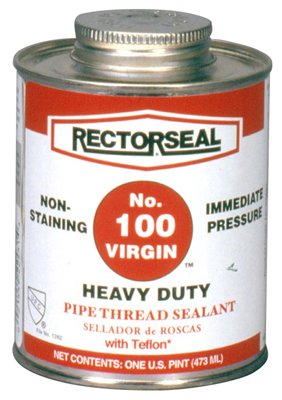 RECTORSEAL
NON-
STAINING
No.
100
VIRGIN
™
IMMEDIATE
PRESSURE
HEAVY DUTY
PIPE THREAD SEALANT
SELLADOR de ROSCAS
with Teflon*
NET CONTENTS: ONE U.S. PINT (473 ML)